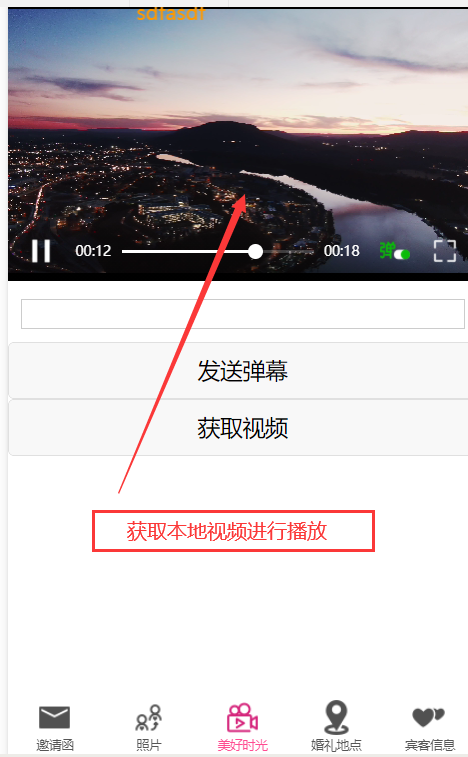 sdfasdf
00:12
00:18
弹
发送弹幕
获取视频
获取本地视频进行播放
邀请函
照片
美好时光
婚礼地点
宾客信息